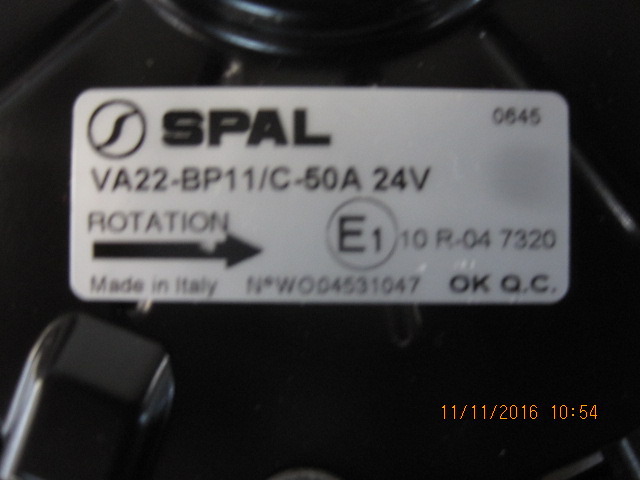 SPAL 0645
VA22-BP11/C-50A 24V
ROTATION
E1 10 R-04 7320
Made in Italy N°WO04531047 OK Q.C.
11/11/2016 10:54